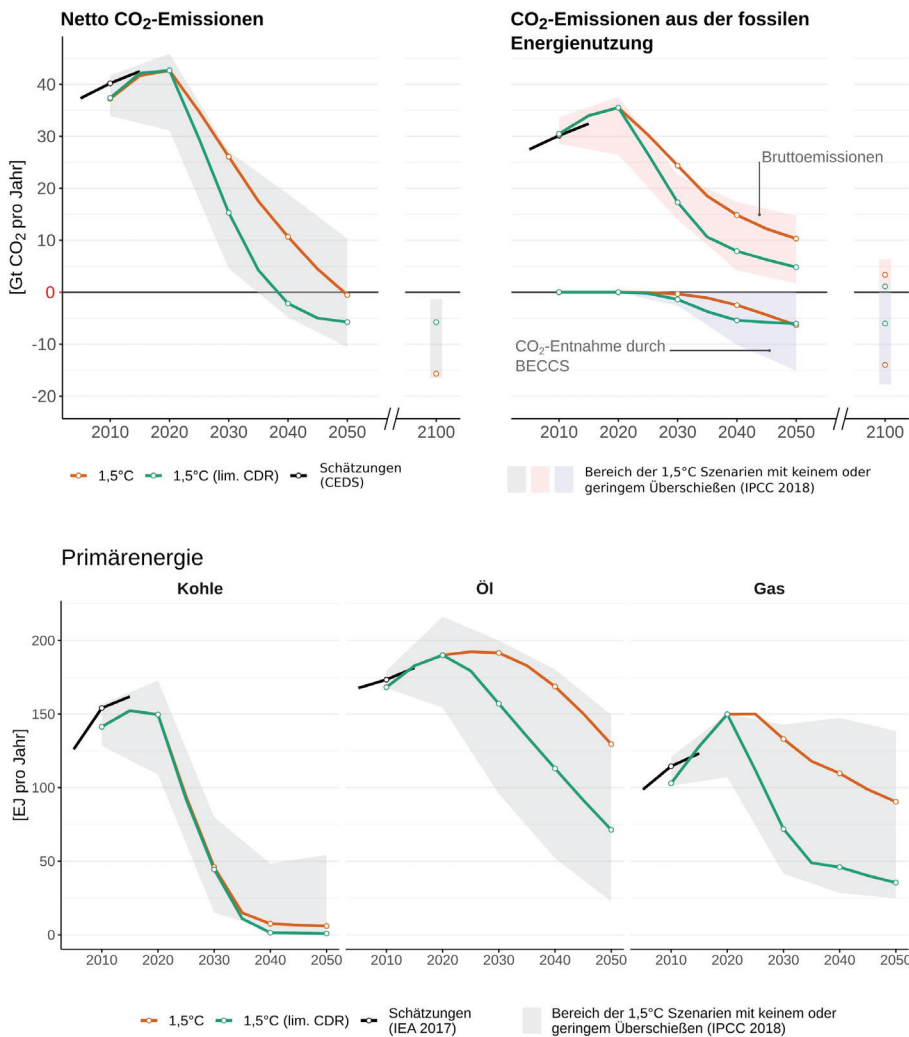 Netto CO₂-Emissionen
CO₂-Emissionen aus der fossilen
Energienutzung
[Gt CO₂ pro Jahr]
40
30
20
10
0
-10
-20
Bruttoemissionen
CO₂-Entnahme durch
BECCS
2010 2020 2030 2040 2050 2100
2010 2020 2030 2040 2050 2100
1,5°C 1,5°C (lim. CDR) Schätzungen
(CEDS)
Bereich der 1,5°C Szenarien mit keinem oder
geringem Überschießen (IPCC 2018)
Primärenergie
Kohle Öl Gas
[EJ pro Jahr]
200
150
100
50
0
2010 2020 2030 2040 2050
2010 2020 2030 2040 2050
2010 2020 2030 2040 2050
1,5°C 1,5°C (lim. CDR) Schätzungen
(IEA 2017)
Bereich der 1,5°C Szenarien mit keinem oder
geringem Überschießen (IPCC 2018)